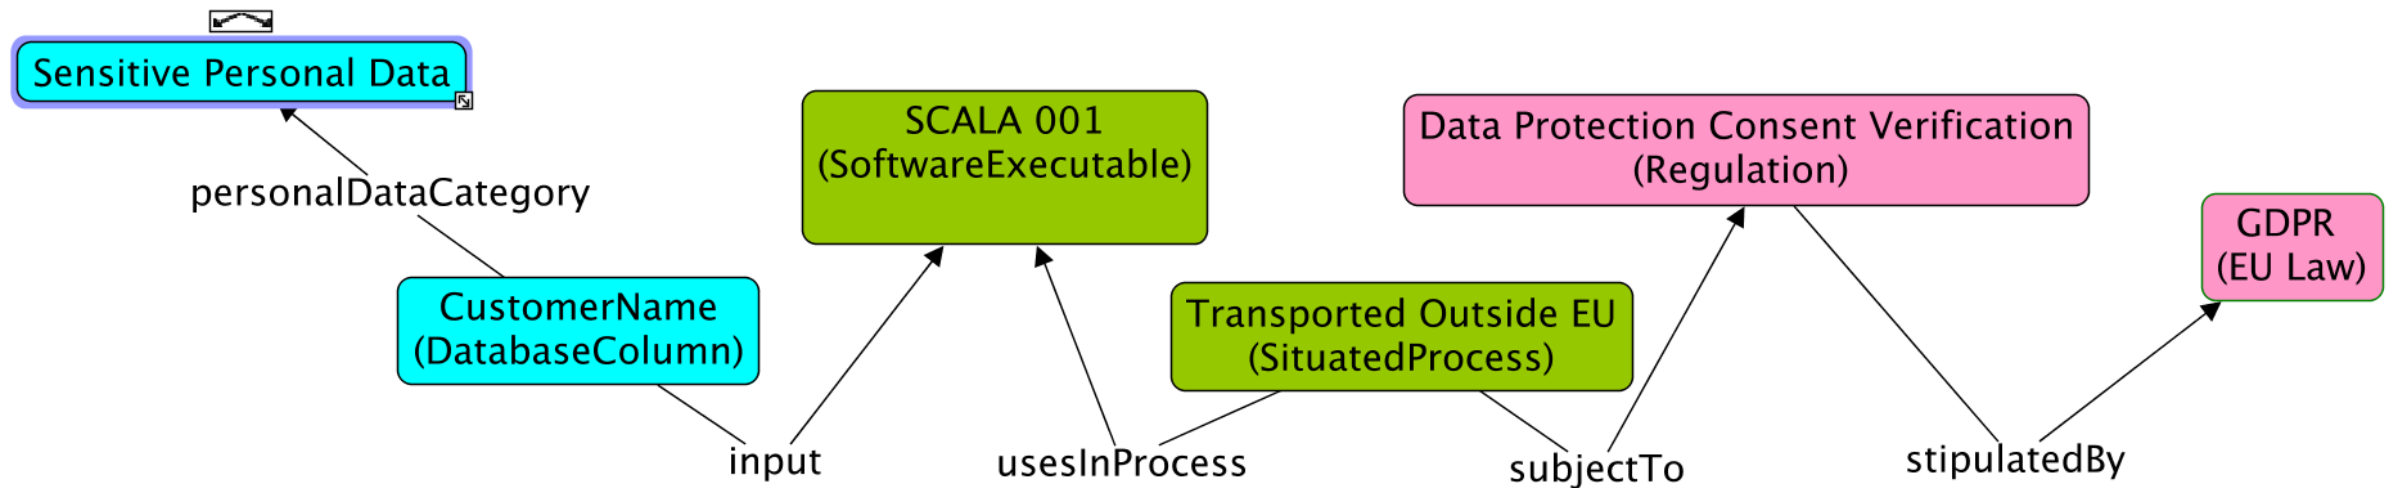 Sensitive Personal Data
personalDataCategory
CustomerName
(DatabaseColumn)
input
SCALA 001
(SoftwareExecutable)
usesInProcess
Transported Outside EU
(SituatedProcess)
subjectTo
Data Protection Consent Verification
(Regulation)
stipulatedBy
GDPR
(EU Law)